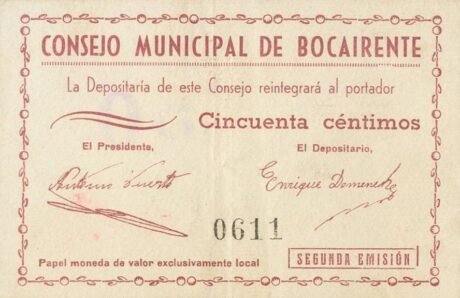 CONSEJO MUNICIPAL DE BOCAIRENTE
La Depositaría de este Consejo reintegrará al portador
Cincuenta céntimos
El Presidente, El Depositario,
Antonio Enrique Domenech
0611
Papel moneda de valor exclusivamente local SEGUNDA EMISIÓN